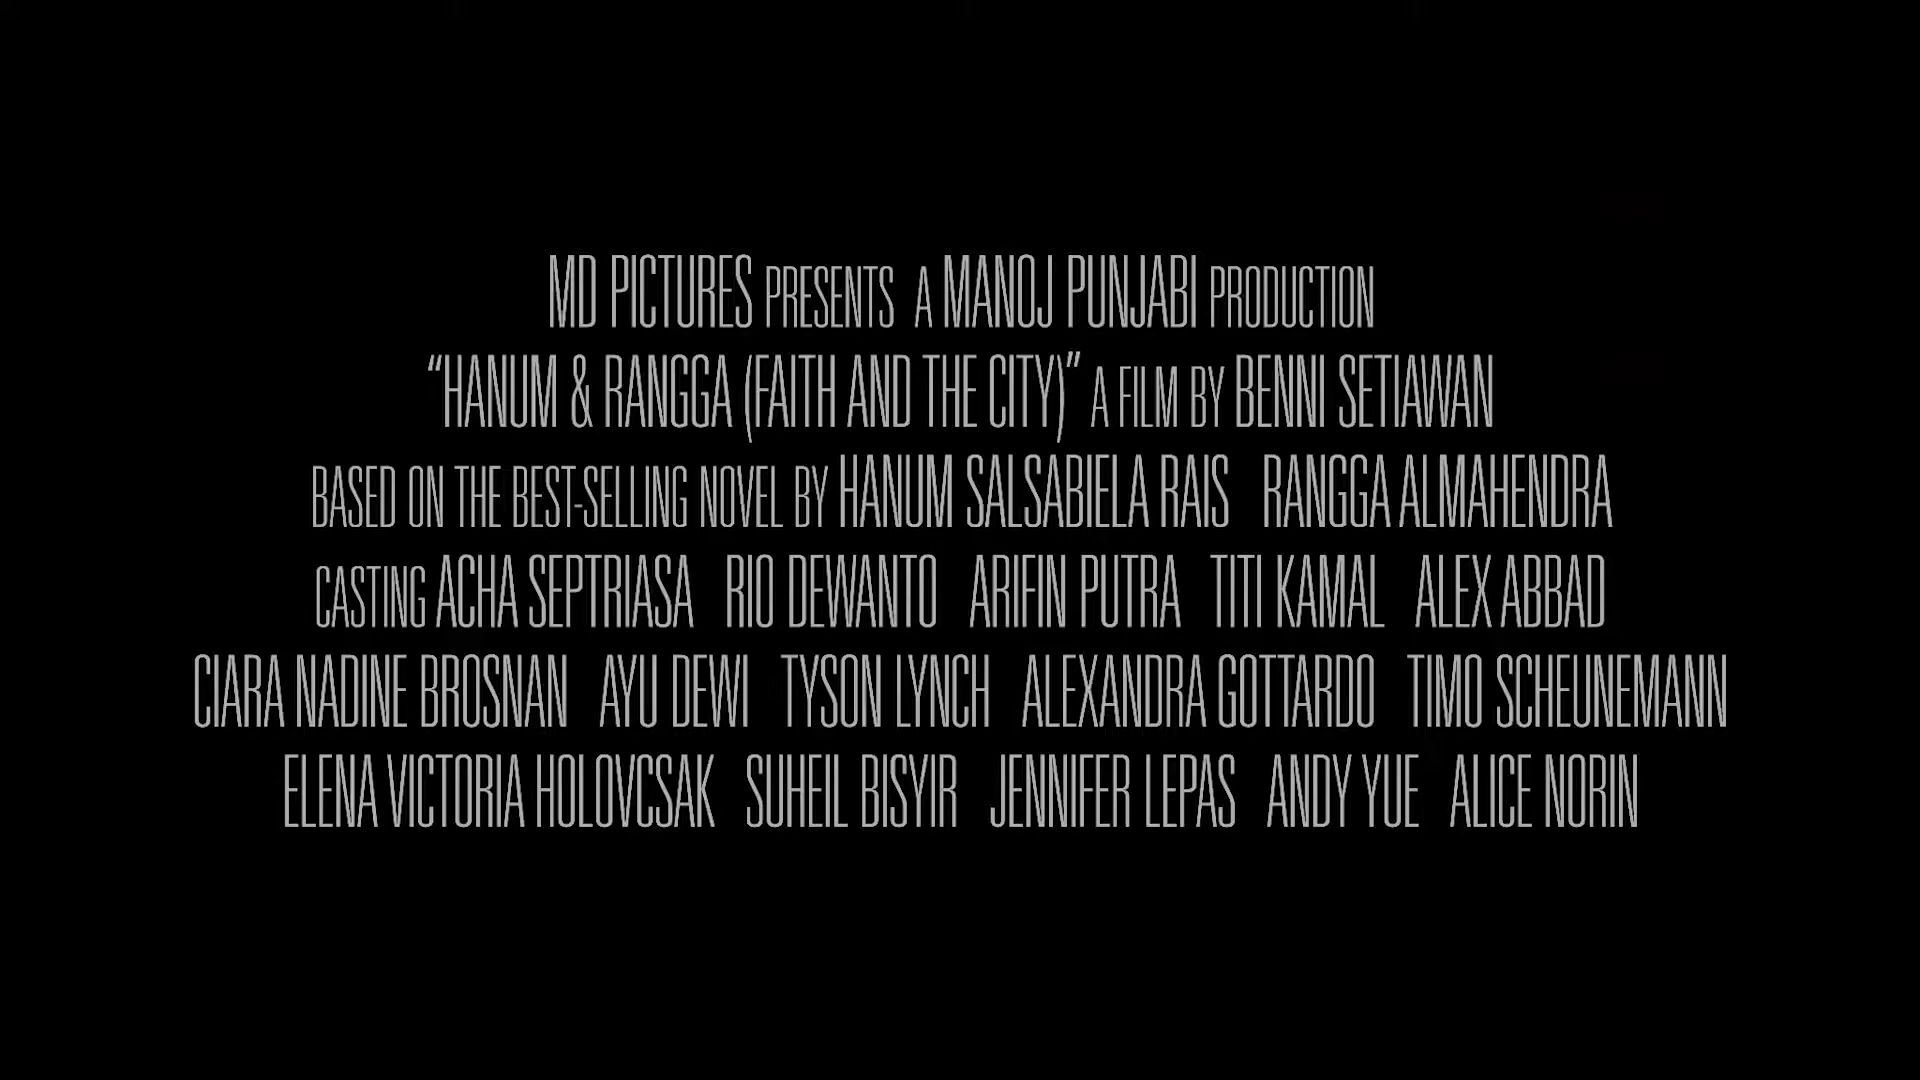 MD PICTURES PRESENTS A MANOJ PUNJABI PRODUCTION
“HANUM & RANGGA (FAITH AND THE CITY)” A FILM BY BENNI SETIAWAN
BASED ON THE BEST-SELLING NOVEL BY HANUM SALSABIELA RAIS RANGGA ALMAHENDRA
CASTING ACHA SEPTRIASA RIO DEWANTO ARIFIN PUTRA TITI KAMAL ALEX ABBAD
CIARA NADINE BROSNAN AYU DEWI TYSON LYNCH ALEXANDRA GOTTARDO TIMO SCHEUNEMANN
ELENA VICTORIA HOLOVCSAK SUHEIL BISYIR JENNIFER LEPAS ANDY YUE ALICE NORIN